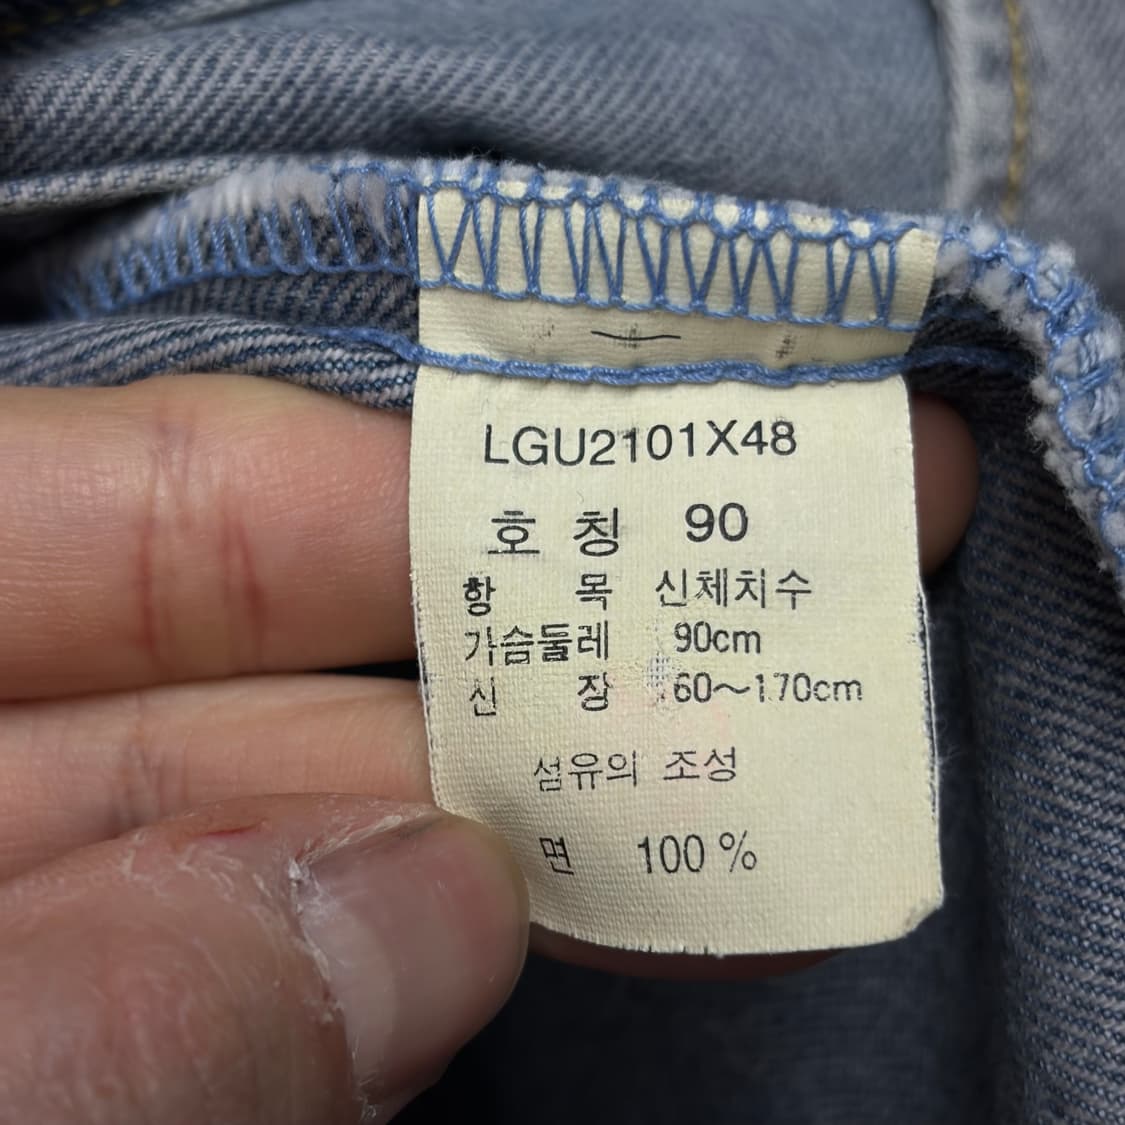 LGU2101X48
호 칭 90
항 목 신체치수
가슴둘레 90cm
신 장 160~170cm
섬유의 조성
면 100 %